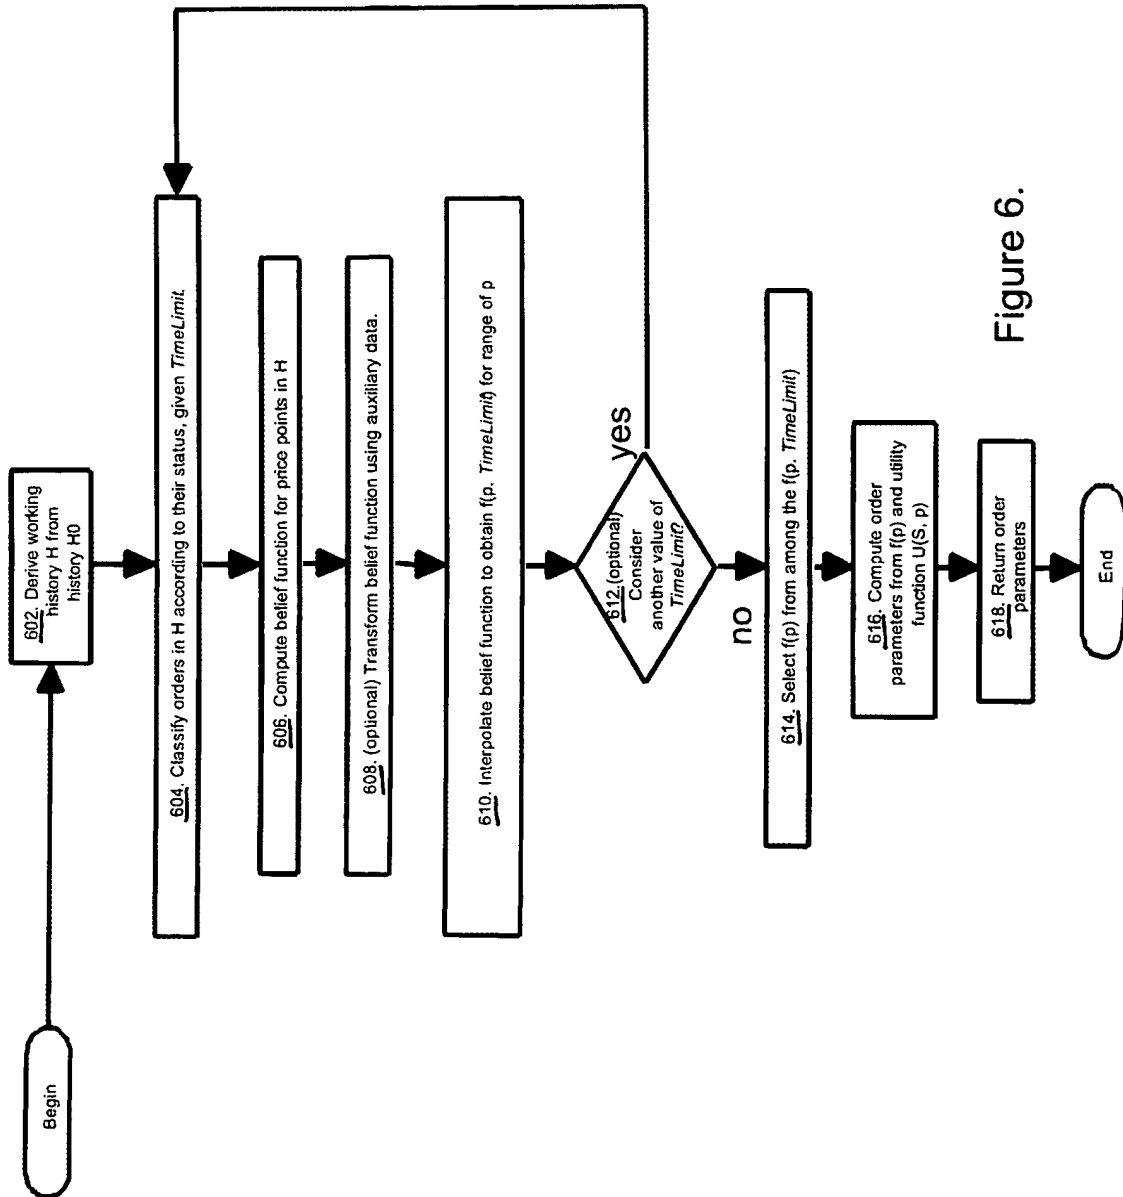 Begin
602. Derive working
history H from
history H0
604. Classify orders in H according to their status, given TimeLimit.
606. Compute belief function for price points in H
608. (optional) Transform belief function using auxiliary data.
610. Interpolate belief function to obtain f(p. TimeLimit) for range of p
612.(optional)
Consider
another value of
TimeLimit?
yes
no
614. Select f(p) from among the f(p. TimeLimit)
616. Compute order
parameters from f(p) and utility
function U(S, p)
618. Return order
parameters
End
Figure 6.